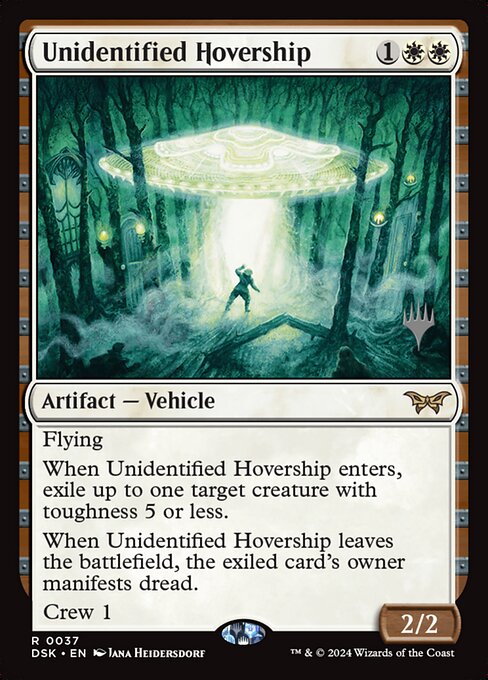 Unidentified Hovership 1
Artifact — Vehicle
Flying
When Unidentified Hovership enters,
exile up to one target creature with
toughness 5 or less.
When Unidentified Hovership leaves
the battlefield, the exiled card's owner
manifests dread.
Crew 1
2/2
R 0037
DSK • EN Jana Heidersdorf ™ & © 2024 Wizards of the Coast